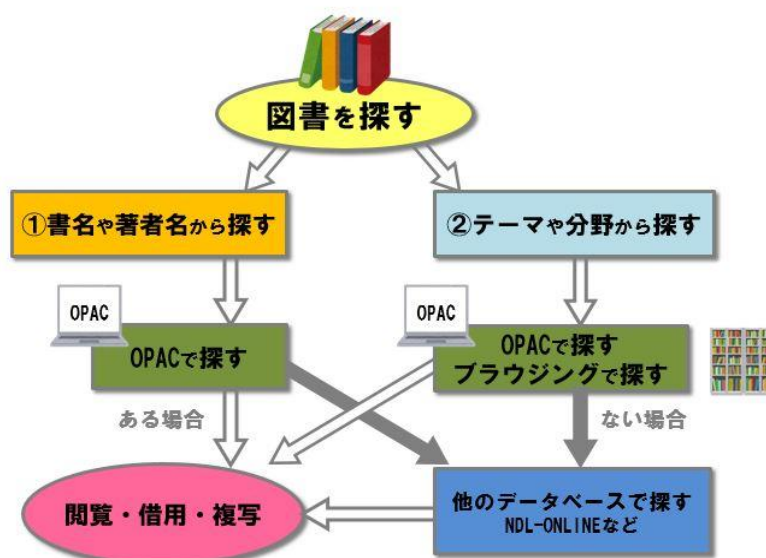 図書を探す
①書名や著者名から探す
②テーマや分野から探す
OPAC
OPACで探す
OPAC
OPACで探す
ブラウジングで探す
ある場合
ない場合
閲覧・借用・複写
他のデータベースで探す
NDL-ONLINEなど